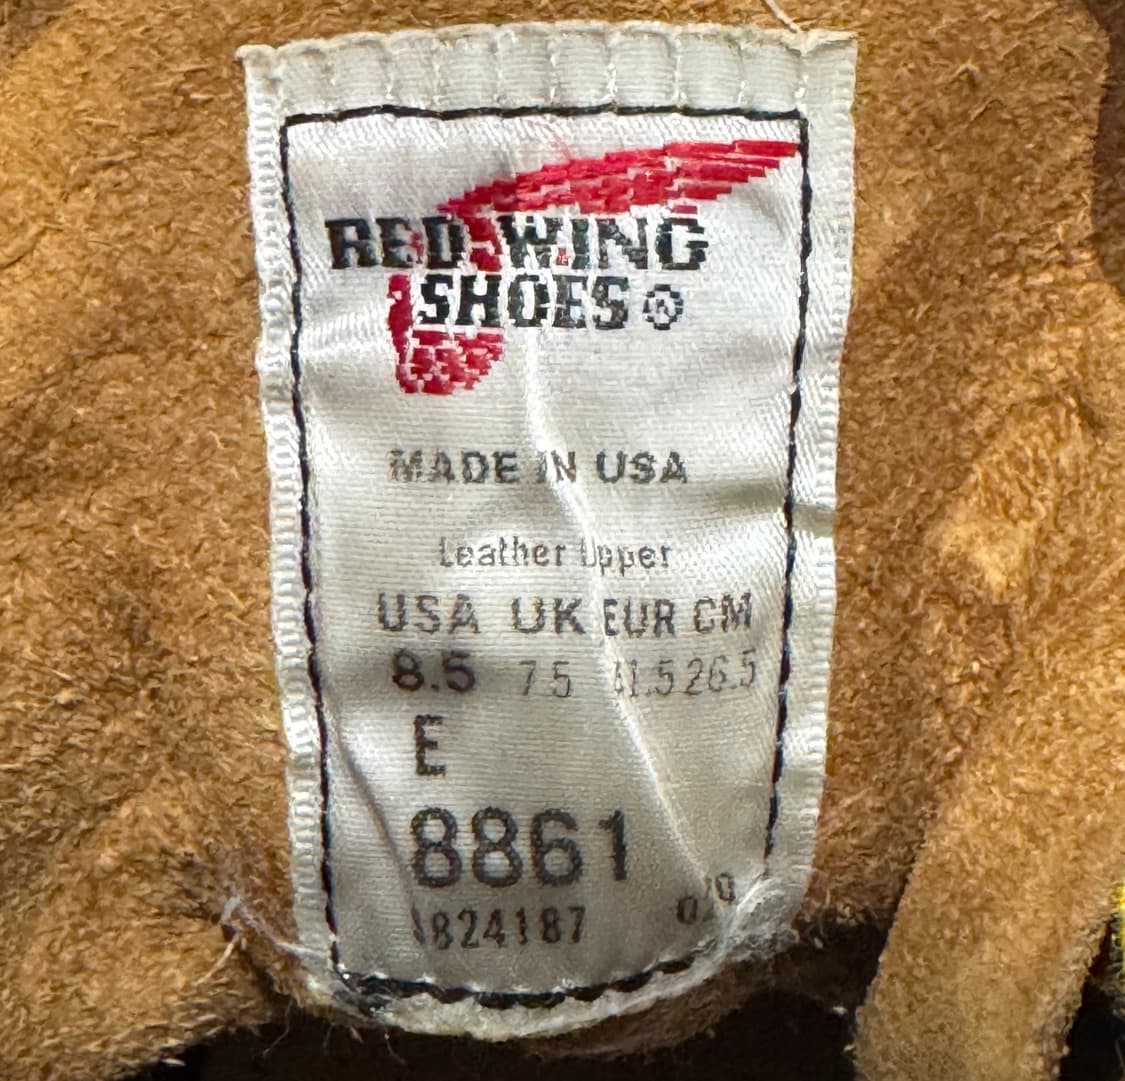 RED WING
SHOES ®
MADE IN USA
Leather Upper
USA UK EUR CM
8.5 7.5 41.5 26.5
E
8861
824187